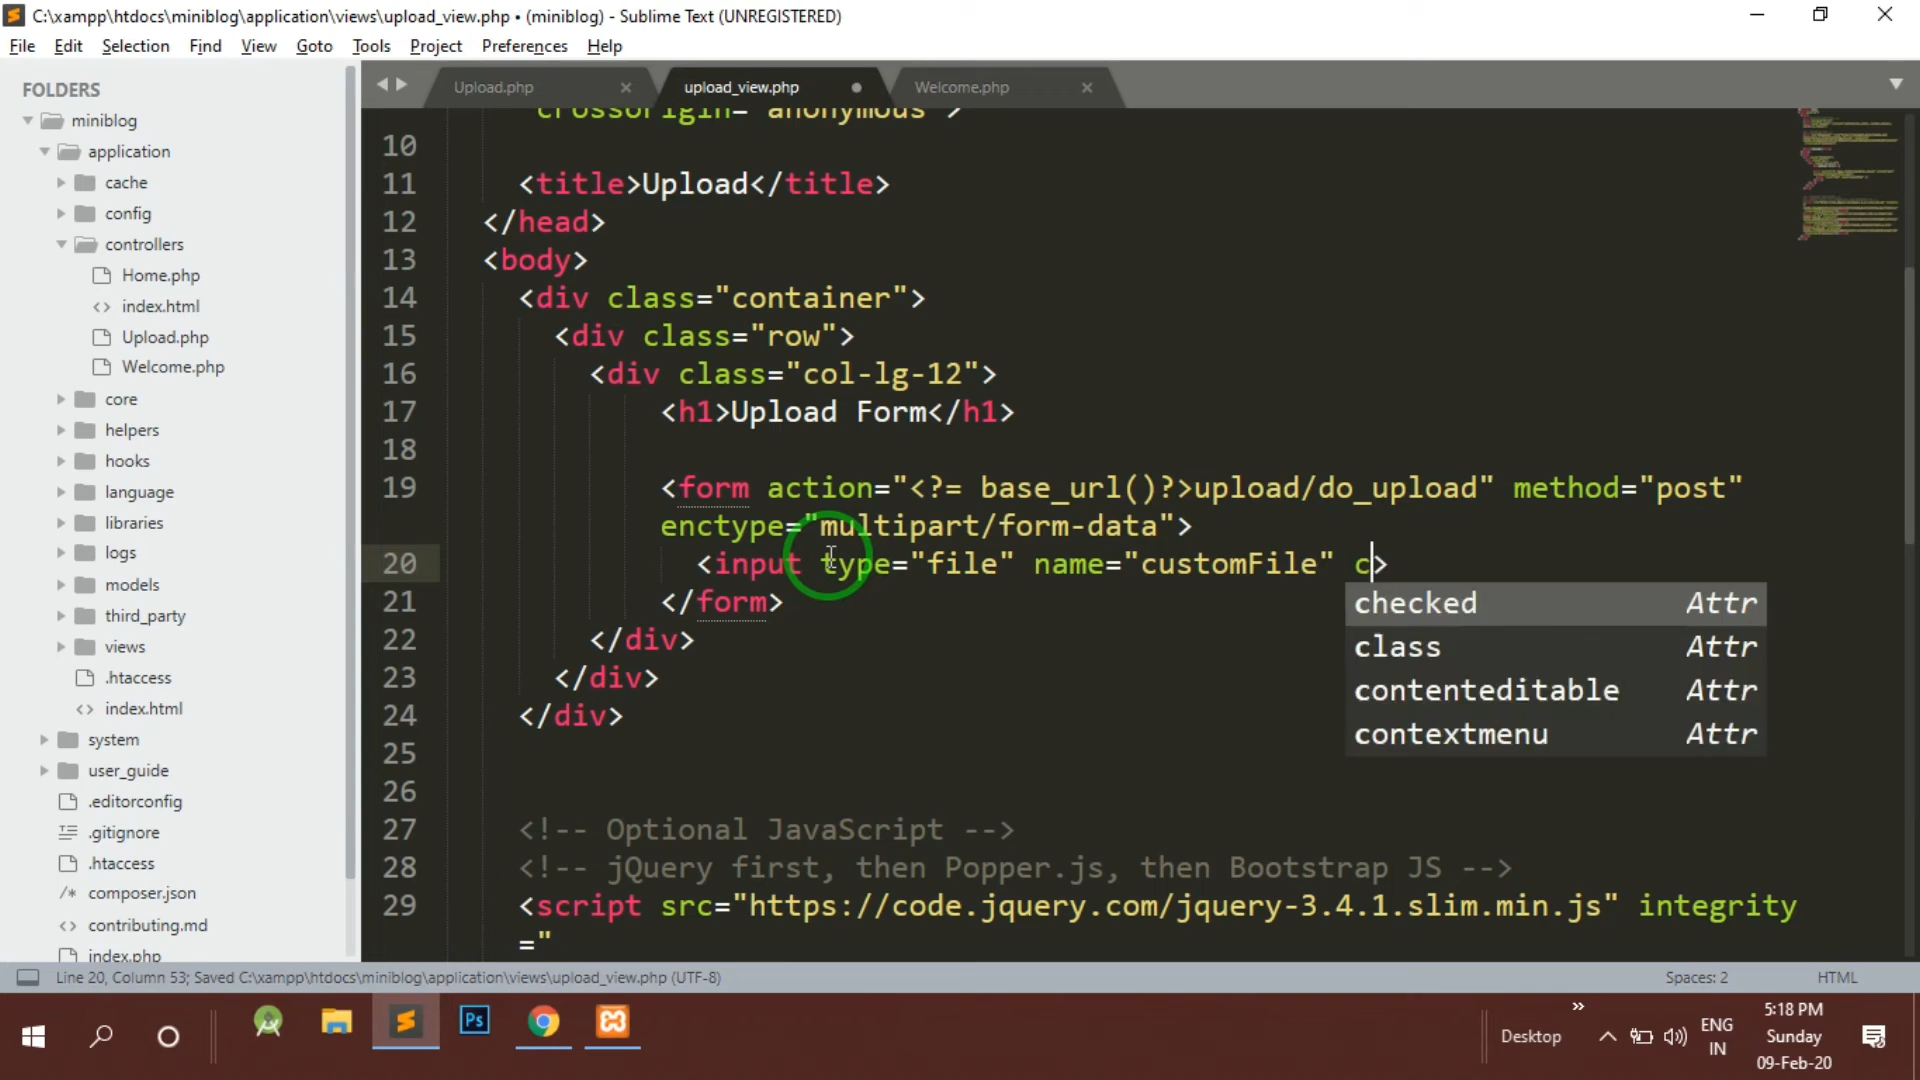 C:\xampp\htdocs\miniblog\application\views\upload_view.php • (miniblog) - Sublime Text (UNREGISTERED)
File Edit Selection Find View Goto Tools Project Preferences Help
FOLDERS
miniblog
application
cache
config
controllers
Home.php
index.html
Upload.php
Welcome.php
core
helpers
hooks
language
libraries
logs
models
third_party
views
.htaccess
index.html
system
user_guide
.editorconfig
.gitignore
.htaccess
composer.json
contributing.md
index.php
Upload.php × upload_view.php Welcome.php ×
crossorigin="anonymous">
10
11 <title>Upload</title>
12 </head>
13 <body>
14 <div class="container">
15 <div class="row">
16 <div class="col-lg-12">
17 <h1>Upload Form</h1>
18
19 <form action="<?= base_url()?>upload/do_upload" method="post"
enctype="multipart/form-data">
20 <input type="file" name="customFile" c>
21 </form>
22 </div>
23 </div>
24 </div>
25
26
27 <!-- Optional JavaScript -->
28 <!-- jQuery first, then Popper.js, then Bootstrap JS -->
29 <script src="https://code.jquery.com/jquery-3.4.1.slim.min.js" integrity
="
checked Attr
class Attr
contenteditable Attr
contextmenu Attr
Line 20, Column 53; Saved C:\xampp\htdocs\miniblog\application\views\upload_view.php (UTF-8) Spaces: 2 HTML
Ps
Desktop
ENG
IN
5:18 PM
Sunday
09-Feb-20